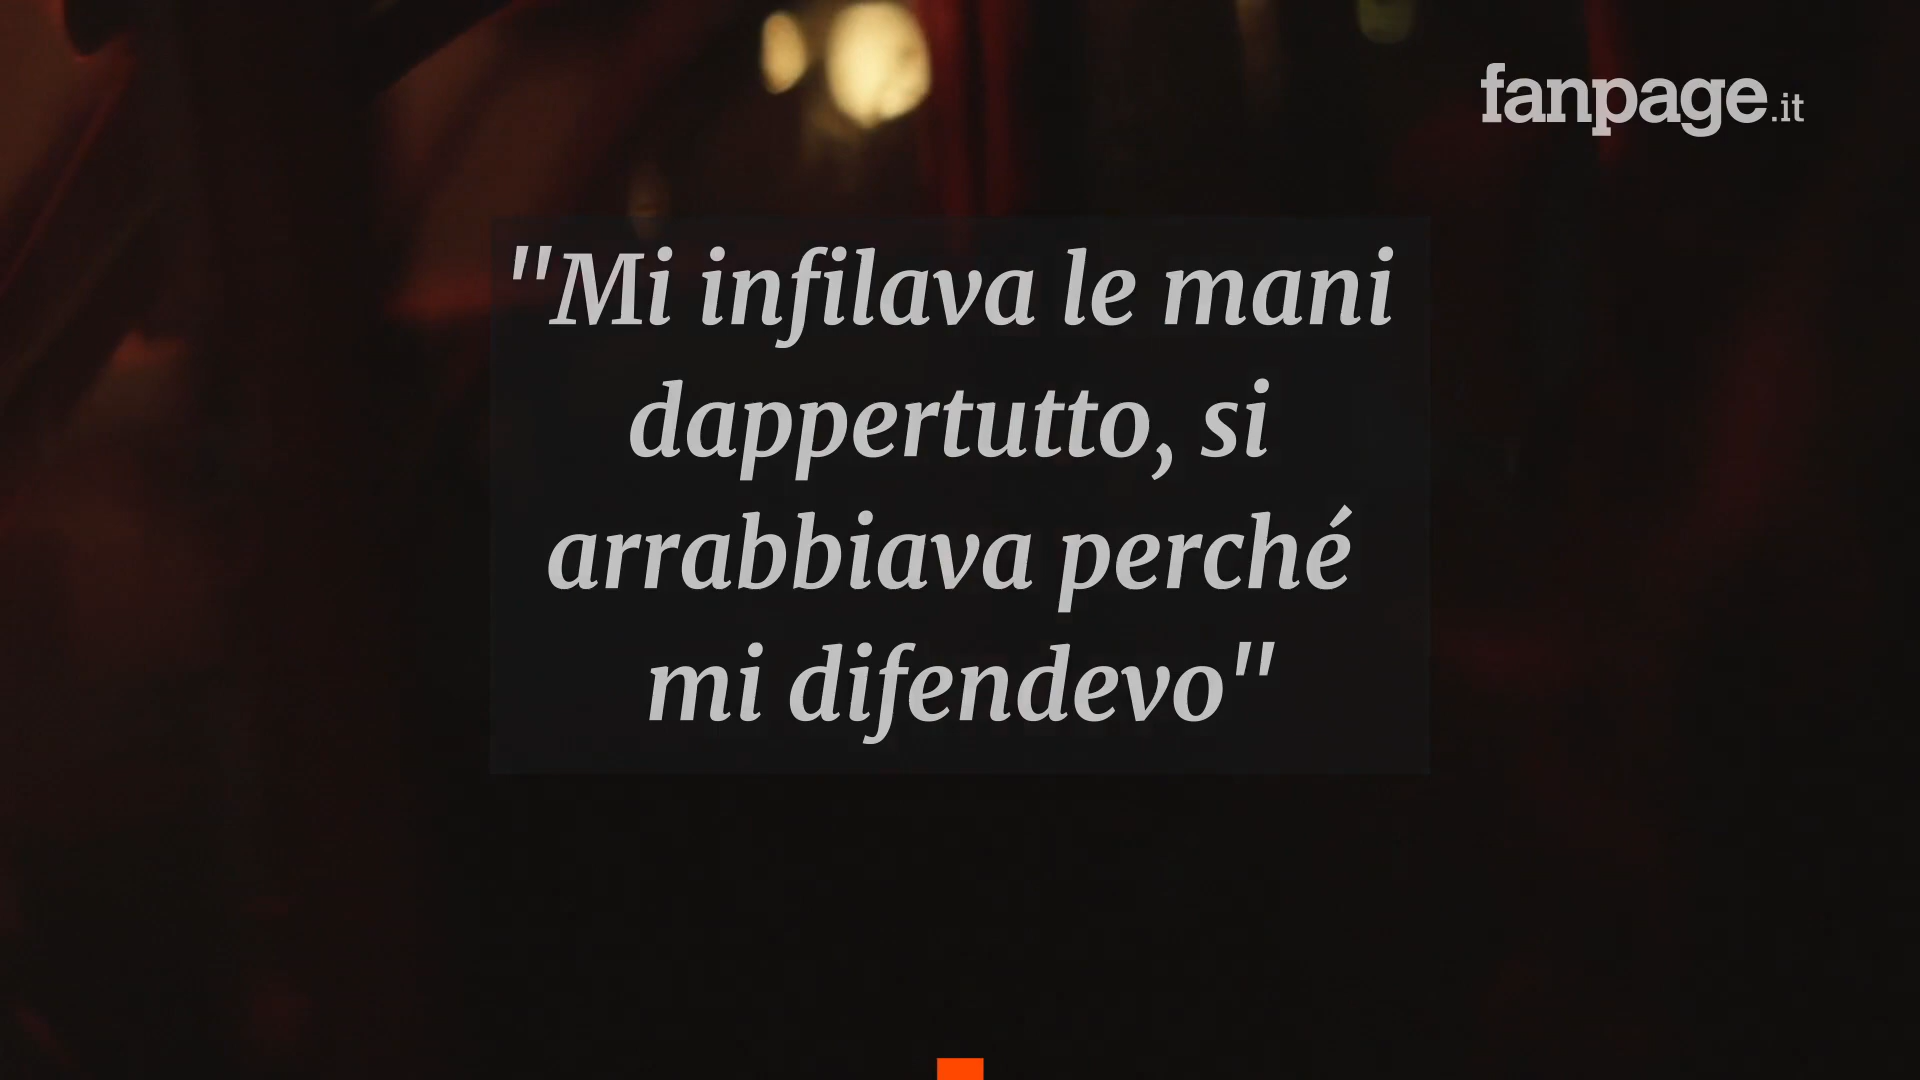 fanpage.it
"Mi infilava le mani
dappertutto, si
arrabbiava perché
mi difendevo"